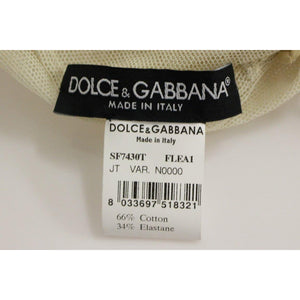 DOLCE & GABBANA®
MADE IN ITALY
DOLCE&GABBANA
Made in Italy
SF7430T FLEA1
JT VAR. N0000
8 033697 518321
66% Cotton
34% Elastane